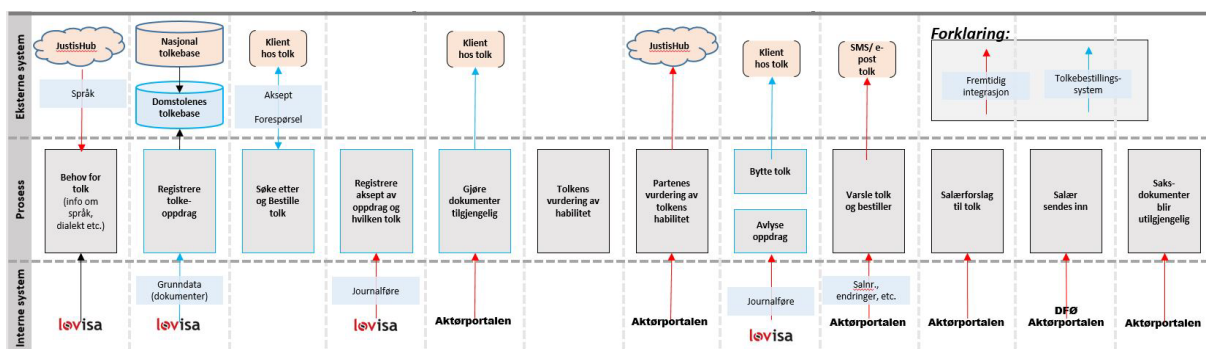 Eksterne system
JustisHub
Språk
Nasjonal
tolkebase
Domstolenes
tolkebase
Klient
hos tolk
Aksept
Forespørsel
Klient
hos tolk
JustisHub
Klient
hos tolk
SMS/ e-
post
tolk
Forklaring:
Fremtidig
integrasjon
Tolkebestillings-
system
Prosess
Behov for
tolk
(info om
språk,
dialekt etc.)
Registrere
tolke-
oppdrag
Søke etter
og Bestille
tolk
Registrere
aksept av
oppdrag og
hvilken tolk
Gjøre
dokumenter
tilgjengelig
Tolkens
vurdering av
habilitet
Partenes
vurdering av
tolkens
habilitet
Bytte tolk
Avlyse
oppdrag
Varsle tolk
og bestiller
Salærforslag
til tolk
Salær
sendes inn
Saks-
dokumenter
blir
utilgjengelig
Interne system
lovisa
Grunndata
(dokumenter)
lovisa
Journalføre
lovisa
Aktørportalen
Journalføre
lovisa
Salnr.,
endringer, etc.
Aktørportalen
Aktørportalen
DFØ
Aktørportalen
Aktørportalen